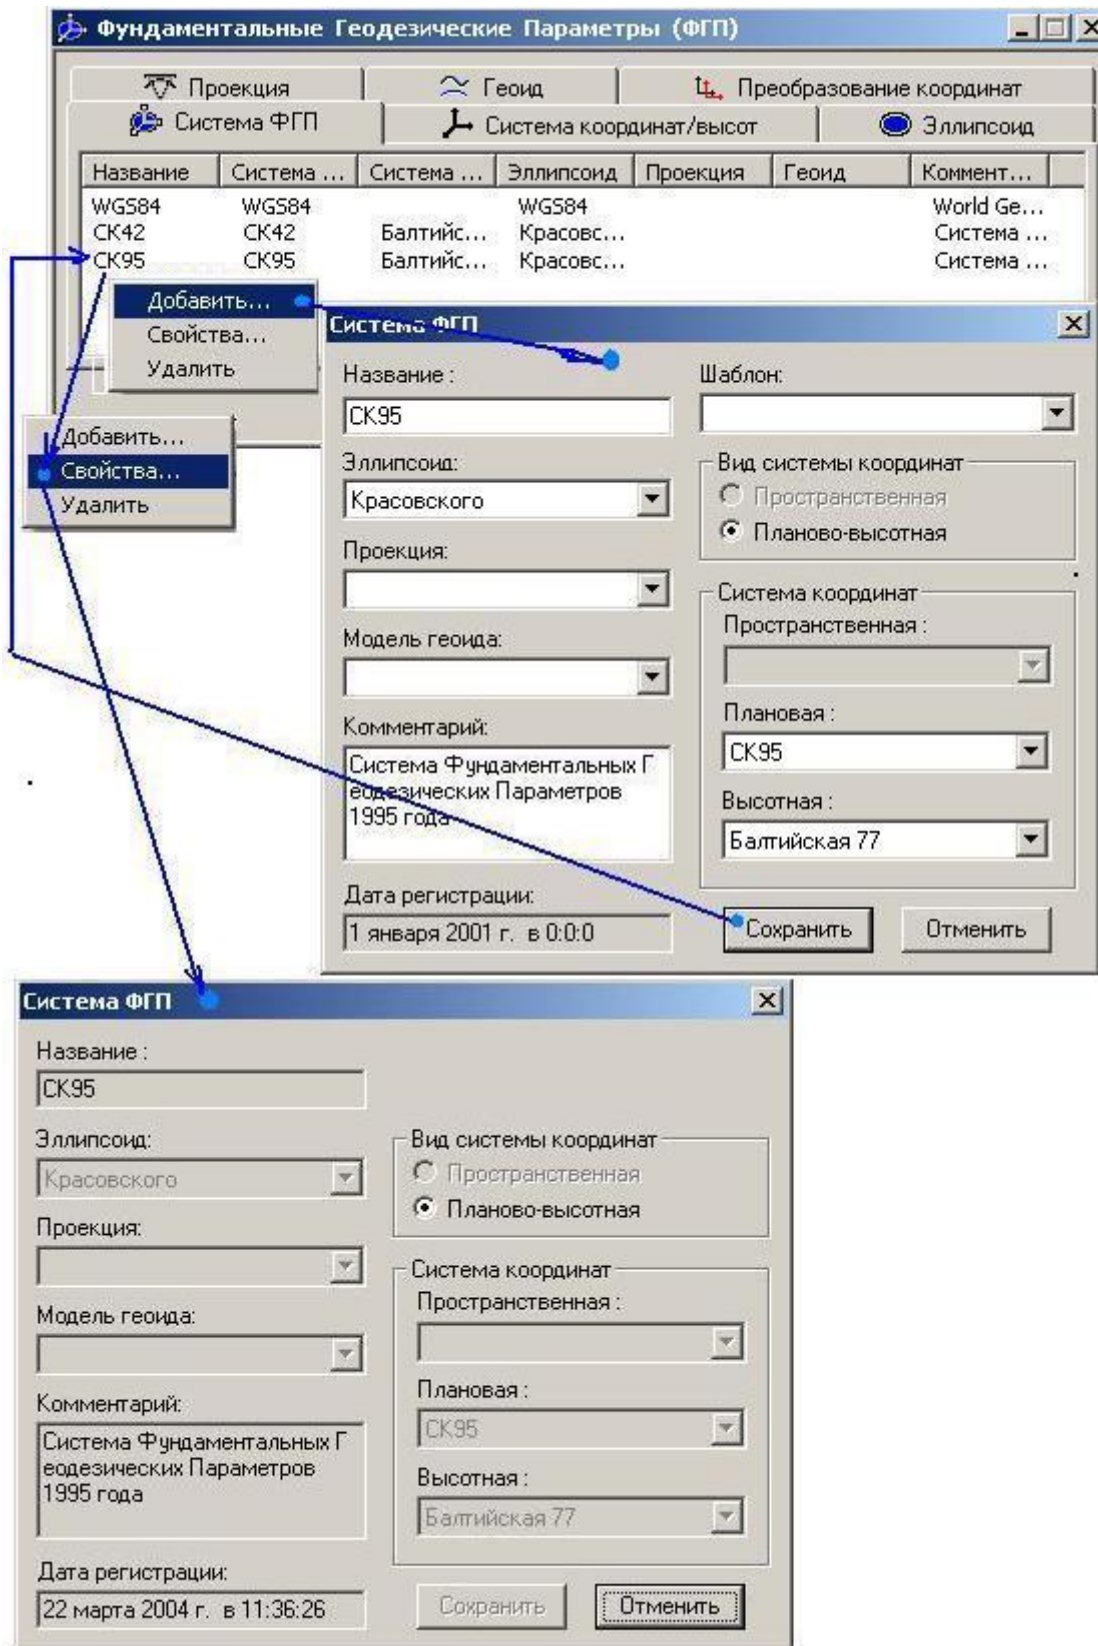 Фундаментальные Геодезические Параметры (ФГП)
Проекция Геоид Преобразование координат
Система ФГП Система координат/высот Эллипсоид
Название Система ... Система ... Эллипсоид Проекция Геоид Коммент...
WGS84 WGS84 WGS84 World Ge...
СК42 СК42 Балтийс... Красовс... Система ...
СК95 СК95 Балтийс... Красовс... Система ...
Добавить...
Свойства...
Удалить
Добавить...
Свойства...
Удалить
Система ФГП
Название :
СК95
Шаблон:
Эллипсоид:
Красовского
Вид системы координат
Пространственная
Планово-высотная
Проекция:
Модель геоида:
Система координат
Пространственная :
Плановая :
СК95
Высотная :
Балтийская 77
Комментарий:
Система Фундаментальных Г
еодезических Параметров
1995 года
Дата регистрации:
1 января 2001 г. в 0:0:0
Сохранить Отменить
Система ФГП
Название :
СК95
Эллипсоид:
Красовского
Вид системы координат
Пространственная
Планово-высотная
Проекция:
Модель геоида:
Система координат
Пространственная :
Плановая :
СК95
Высотная :
Балтийская 77
Комментарий:
Система Фундаментальных Г
еодезических Параметров
1995 года
Дата регистрации:
22 марта 2004 г. в 11:36:26
Сохранить Отменить